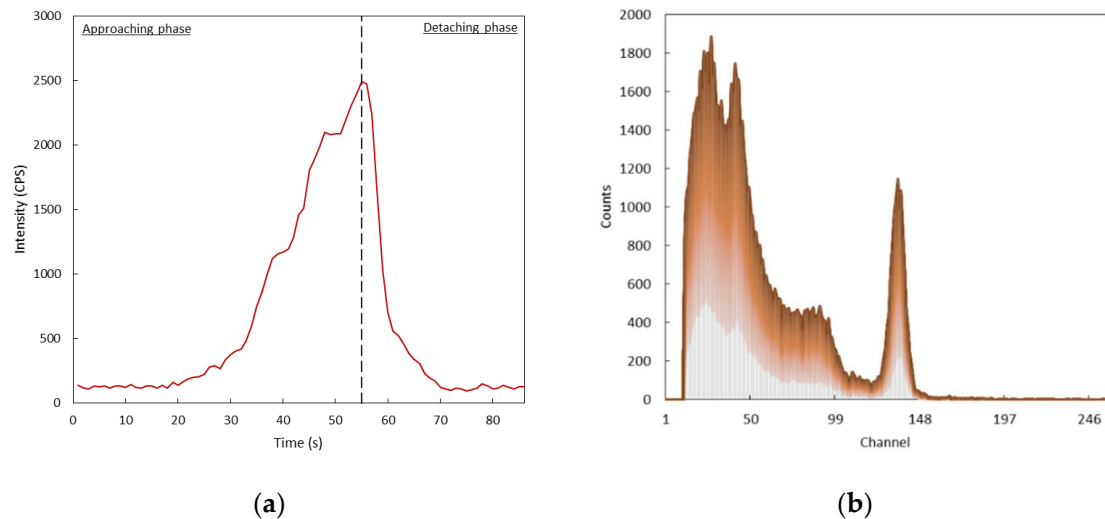 Approaching phase
Detaching phase
3000
2500
2000
1500
1000
500
0
Intensity (CPS)
0 10 20 30 40 50 60 70 80
Time (s)
(a)
2000
1800
1600
1400
1200
1000
800
600
400
200
0
Counts
1 50 99 148 197 246
Channel
(b)